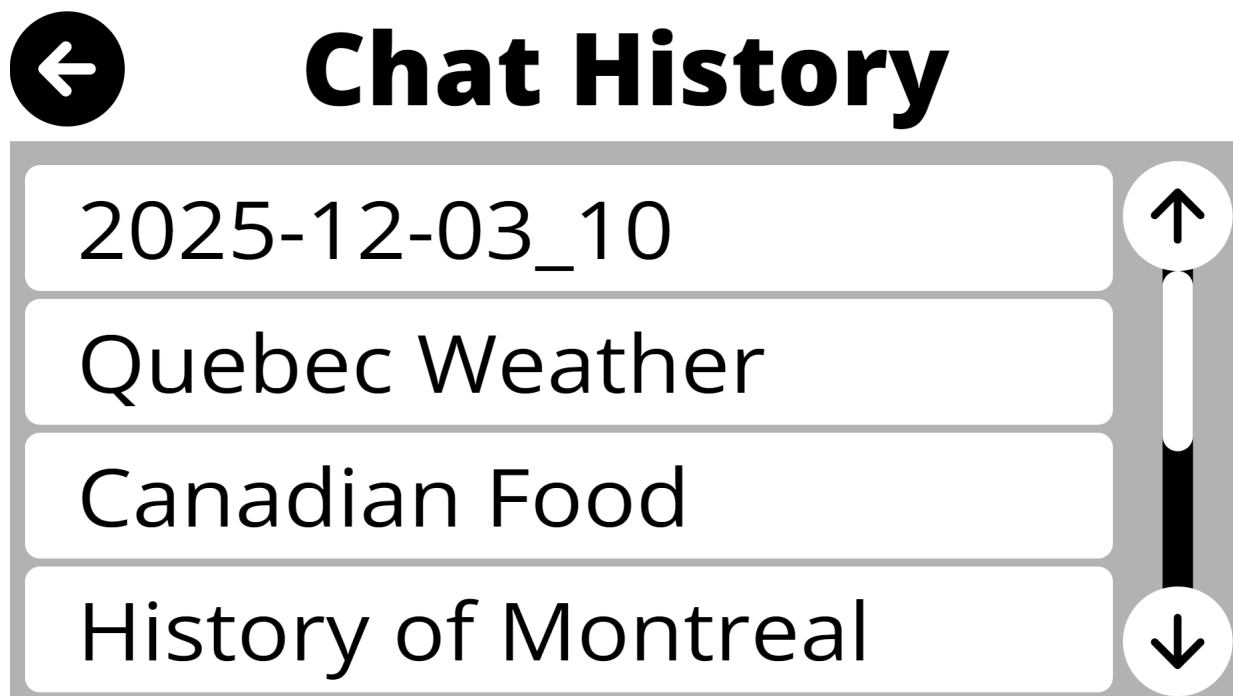 Chat History
2025-12-03_10
Quebec Weather
Canadian Food
History of Montreal